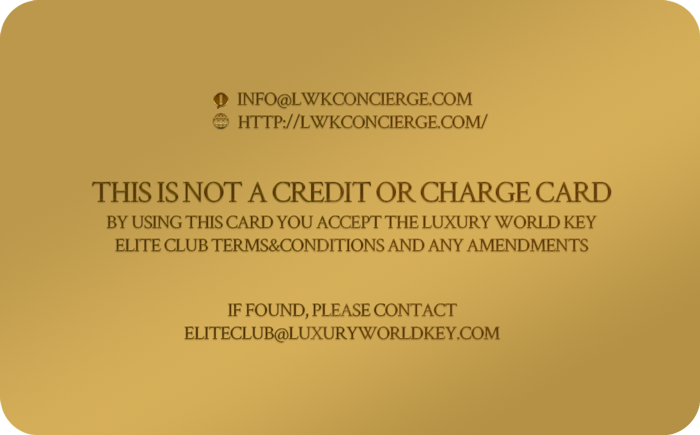 INFO@LWKCONCIERGE.COM
HTTP://LWKCONCIERGE.COM/
THIS IS NOT A CREDIT OR CHARGE CARD
BY USING THIS CARD YOU ACCEPT THE LUXURY WORLD KEY
ELITE CLUB TERMS&CONDITIONS AND ANY AMENDMENTS
IF FOUND, PLEASE CONTACT
ELITECLUB@LUXURYWORLDKEY.COM